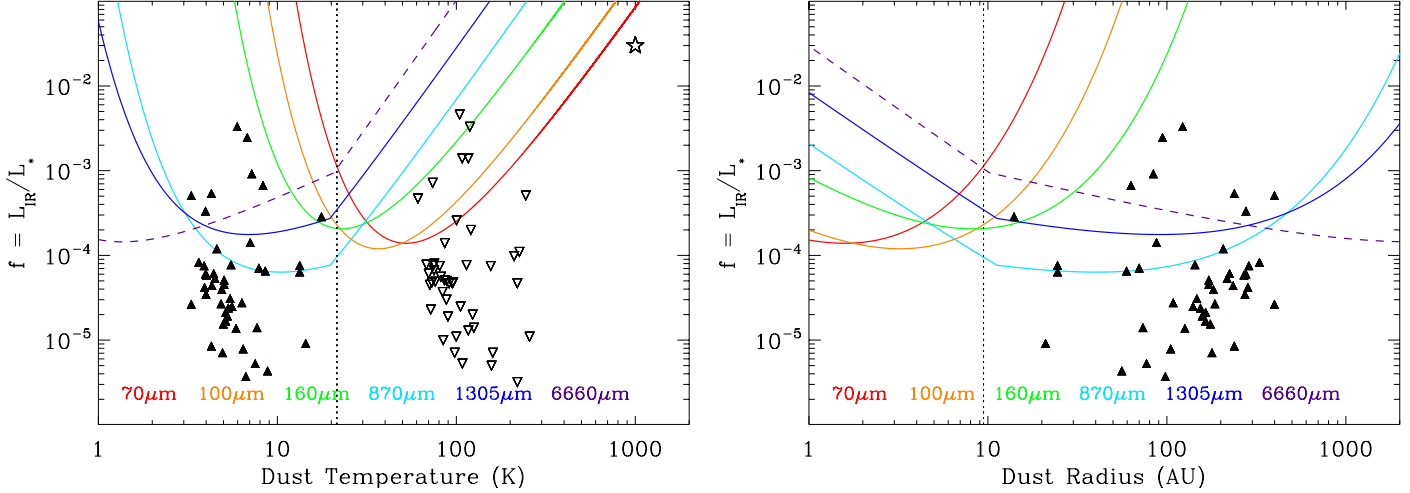 f = L_IR/L_*
10^-2
10^-3
10^-4
10^-5
70μm 100μm 160μm 870μm 1305μm 6660μm
1 10 100 1000
Dust Temperature (K)
f = L_IR/L_*
10^-2
10^-3
10^-4
10^-5
70μm 100μm 160μm 870μm 1305μm 6660μm
1 10 100 1000
Dust Radius (AU)